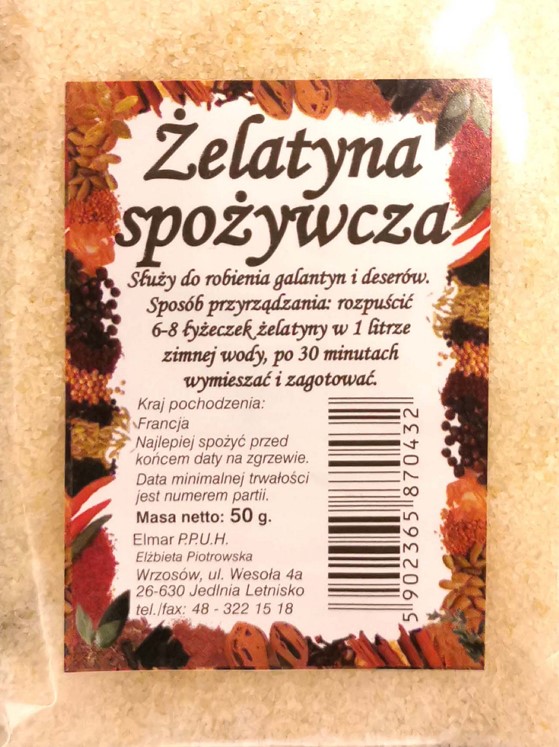 Żelatyna
spożywcza
Służy do robienia galantyn i deserów.
Sposób przyrządzania: rozpuścić
6-8 łyżeczek żelatyny w 1 litrze
zimnej wody, po 30 minutach
wymieszać i zagotować.
Kraj pochodzenia:
Francja
Najlepiej spożyć przed
końcem daty na zgrzewie.
Data minimalnej trwałości
jest numerem partii.
Masa netto: 50 g.
Elmar P.P.U.H.
Elżbieta Piotrowska
Wrzosów, ul. Wesoła 4a
26-630 Jedlnia Letnisko
tel./fax: 48 - 322 15 18
5902365870432